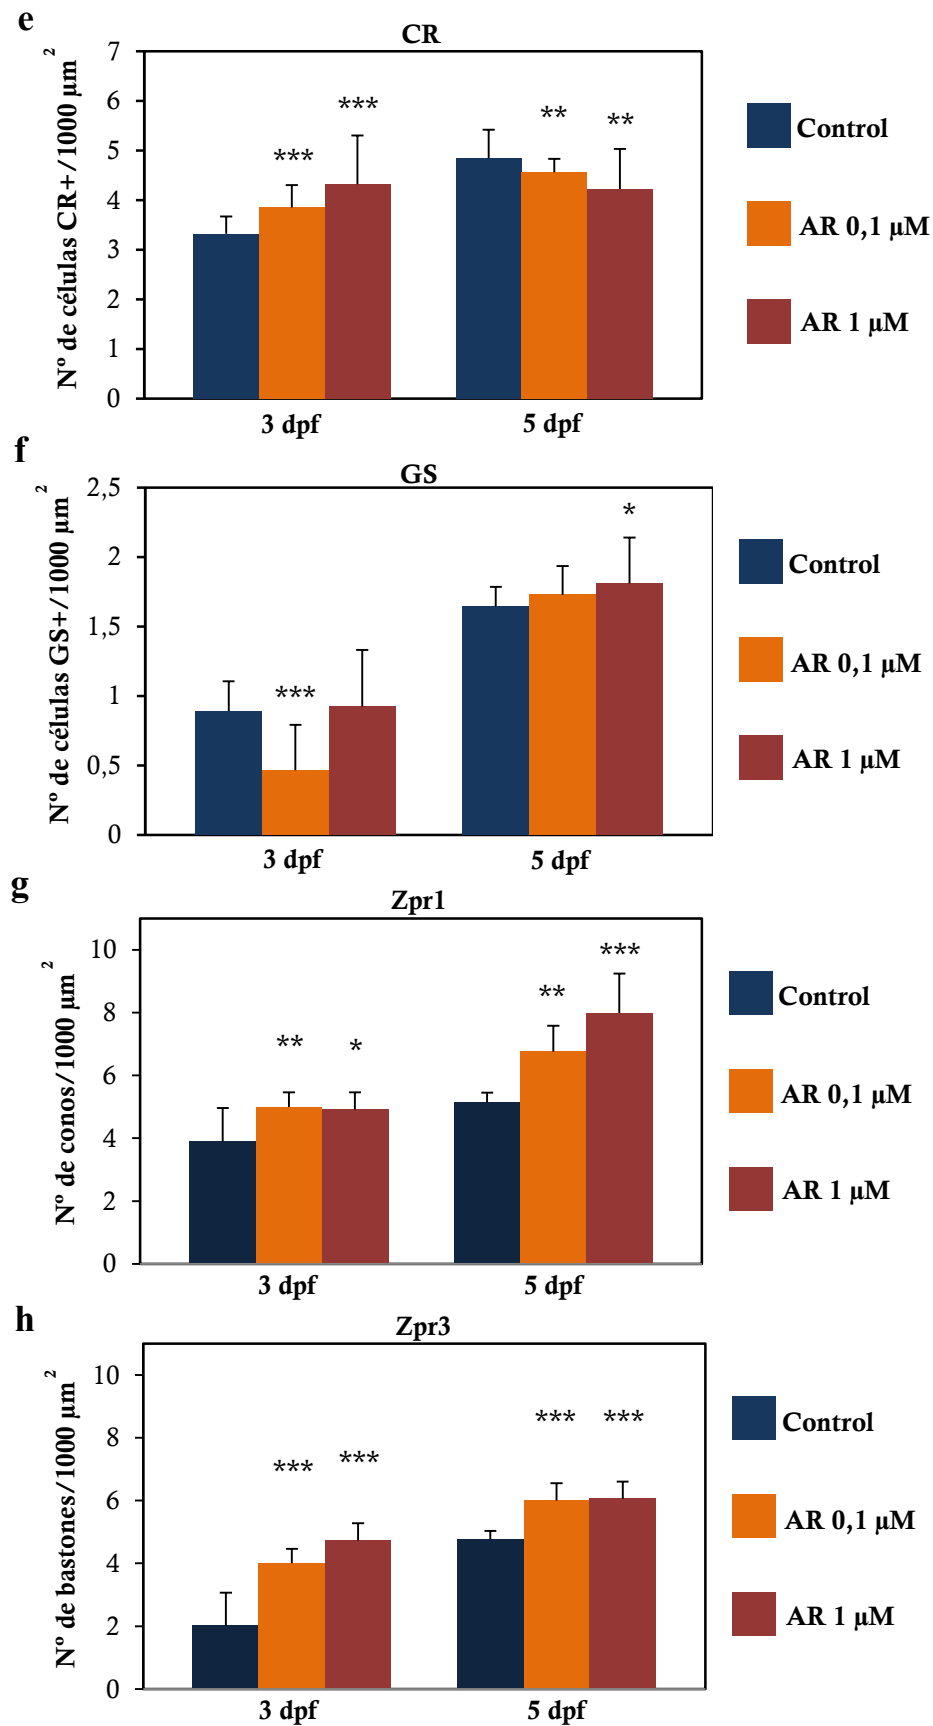 e
CR
Nº de células CR+/1000 µm²
7
6
5
4
3
2
1
0
***
***
**
**
3 dpf
5 dpf
Control
AR 0,1 µM
AR 1 µM
f
GS
Nº de células GS+/1000 µm²
2,5
2
1,5
1
0,5
0
***
*
3 dpf
5 dpf
Control
AR 0,1 µM
AR 1 µM
g
Zpr1
Nº de conos/1000 µm²
10
8
6
4
2
0
**
*
**
***
3 dpf
5 dpf
Control
AR 0,1 µM
AR 1 µM
h
Zpr3
Nº de bastones/1000 µm²
10
8
6
4
2
0
***
***
***
***
3 dpf
5 dpf
Control
AR 0,1 µM
AR 1 µM